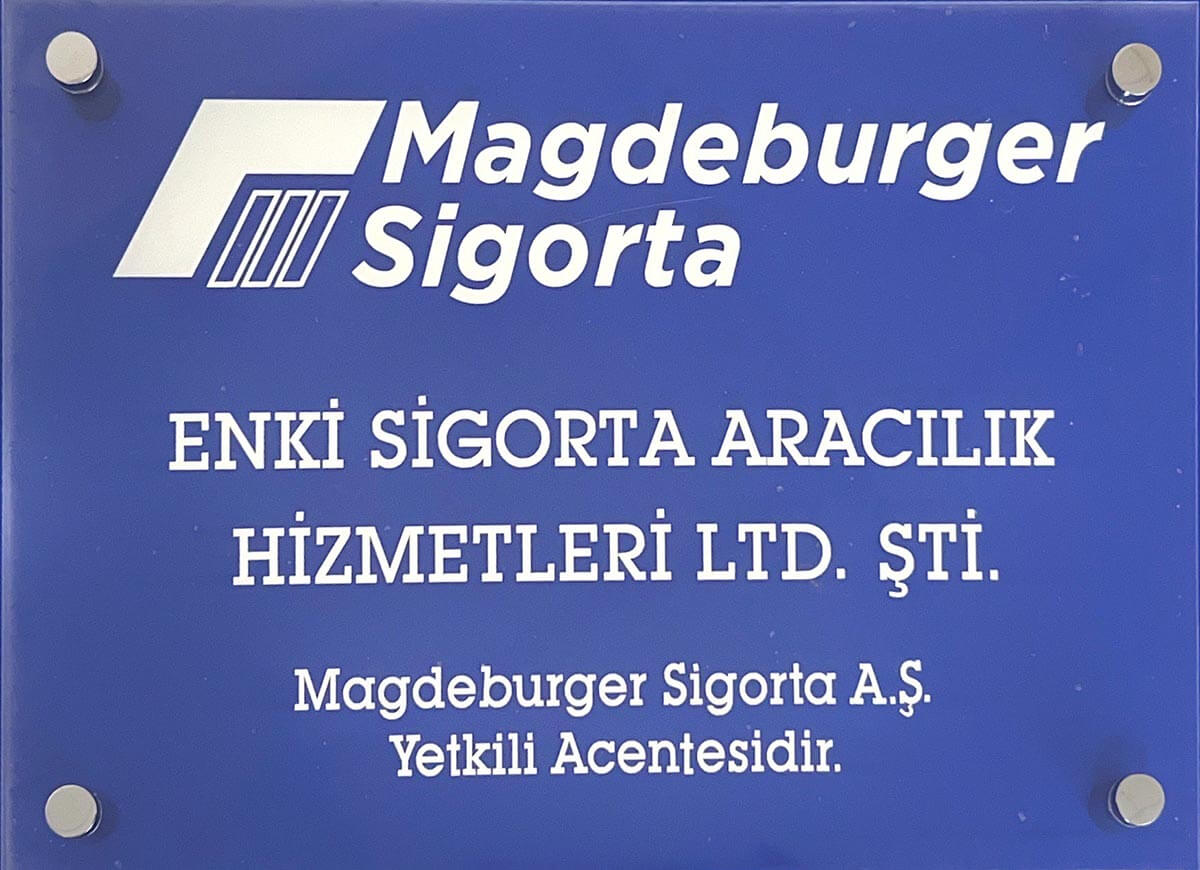 Magdeburger
Sigorta
ENKİ SİGORTA ARACILIK
HİZMETLERİ LTD. ŞTİ.
Magdeburger Sigorta A.Ş.
Yetkili Acentesidir.